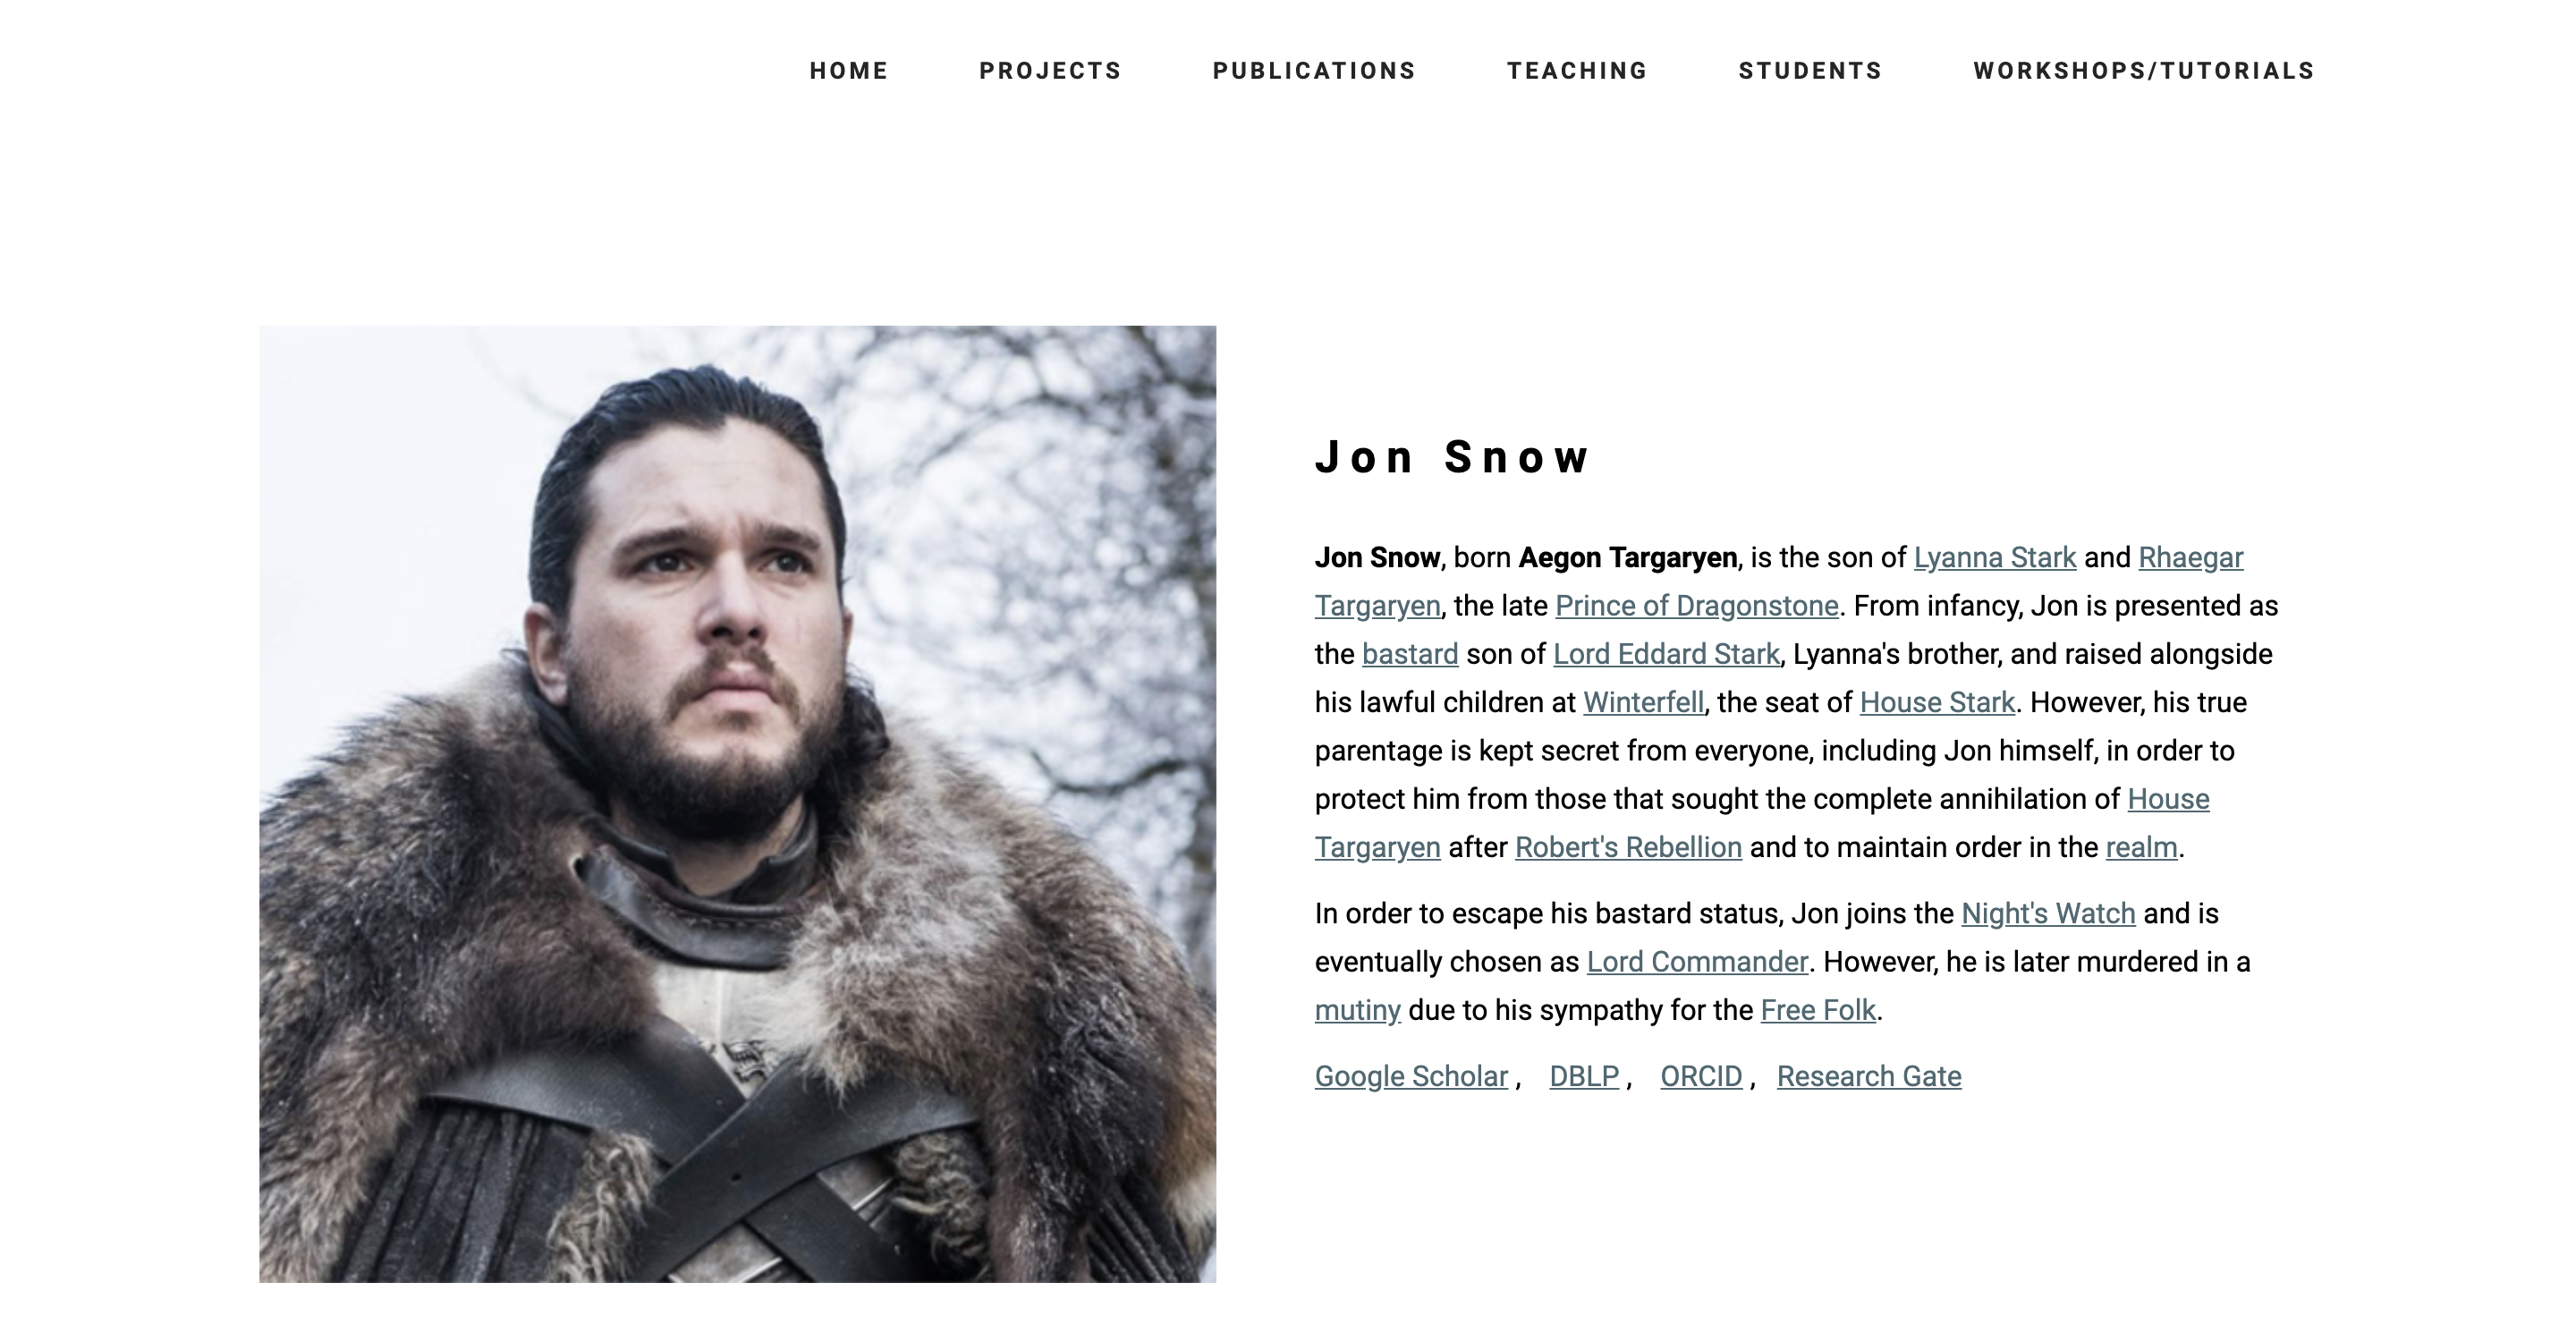 HOME PROJECTS PUBLICATIONS TEACHING STUDENTS WORKSHOPS/TUTORIALS
Jon Snow
Jon Snow, born Aegon Targaryen, is the son of Lyanna Stark and Rhaegar
Targaryen, the late Prince of Dragonstone. From infancy, Jon is presented as
the bastard son of Lord Eddard Stark, Lyanna's brother, and raised alongside
his lawful children at Winterfell, the seat of House Stark. However, his true
parentage is kept secret from everyone, including Jon himself, in order to
protect him from those that sought the complete annihilation of House
Targaryen after Robert's Rebellion and to maintain order in the realm.
In order to escape his bastard status, Jon joins the Night's Watch and is
eventually chosen as Lord Commander. However, he is later murdered in a
mutiny due to his sympathy for the Free Folk.
Google Scholar , DBLP , ORCID , Research Gate